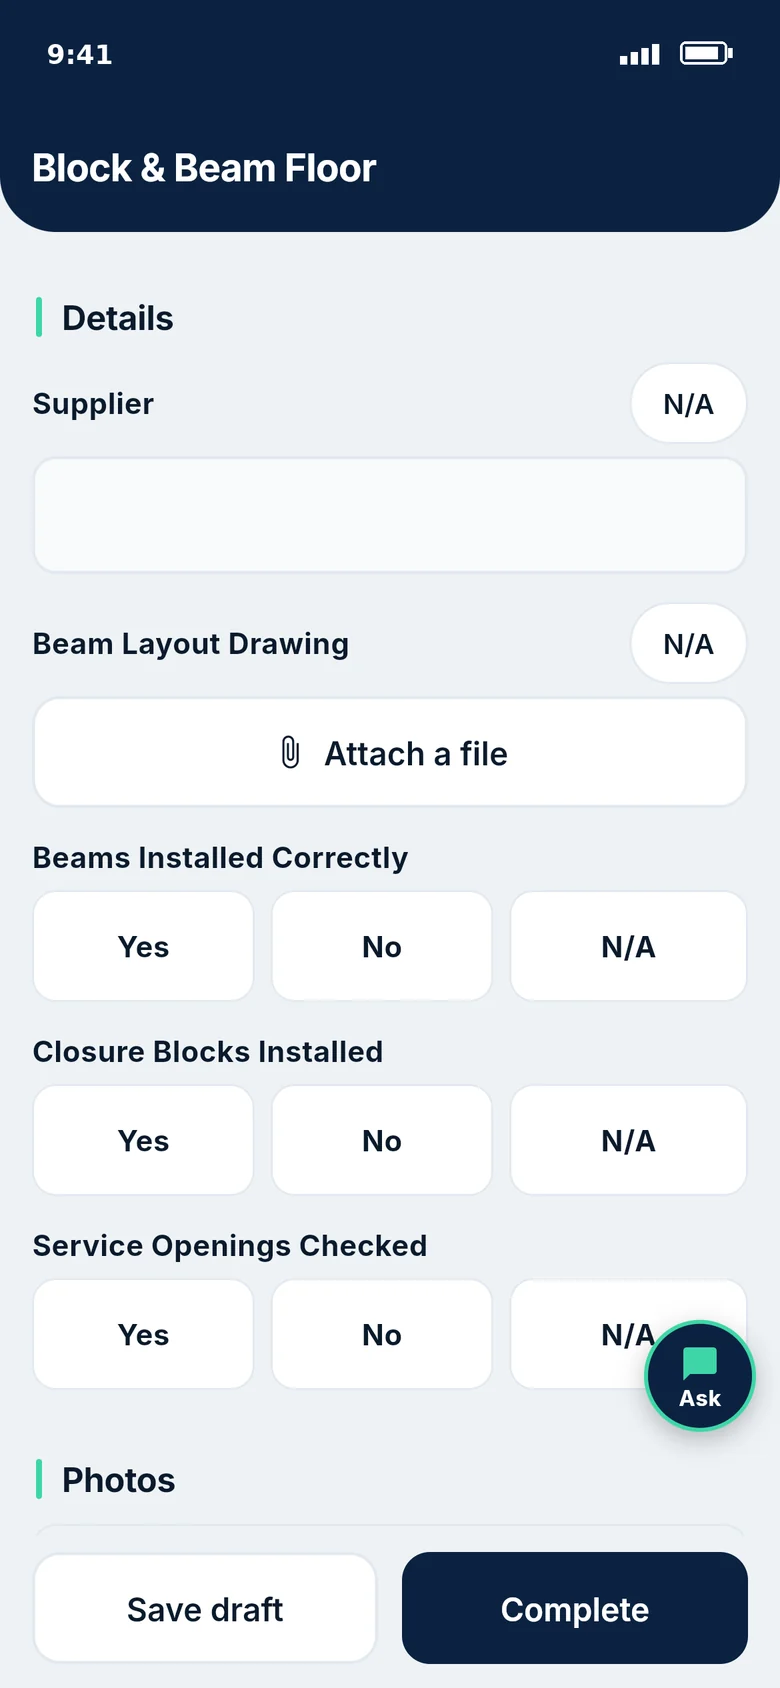 9:41
Block & Beam Floor
Details
Supplier N/A
Beam Layout Drawing N/A
Attach a file
Beams Installed Correctly
Yes No N/A
Closure Blocks Installed
Yes No N/A
Service Openings Checked
Yes No N/A
Ask
Photos
Save draft Complete